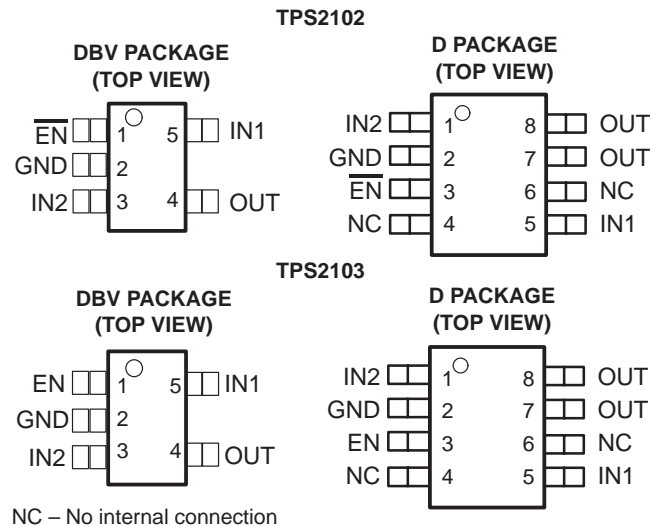 TPS2102
DBV PACKAGE
(TOP VIEW)
EN 1 5 IN1
GND 2
IN2 3 4 OUT
D PACKAGE
(TOP VIEW)
IN2 1 8 OUT
GND 2 7 OUT
EN 3 6 NC
NC 4 5 IN1
TPS2103
DBV PACKAGE
(TOP VIEW)
EN 1 5 IN1
GND 2
IN2 3 4 OUT
D PACKAGE
(TOP VIEW)
IN2 1 8 OUT
GND 2 7 OUT
EN 3 6 NC
NC 4 5 IN1
NC – No internal connection